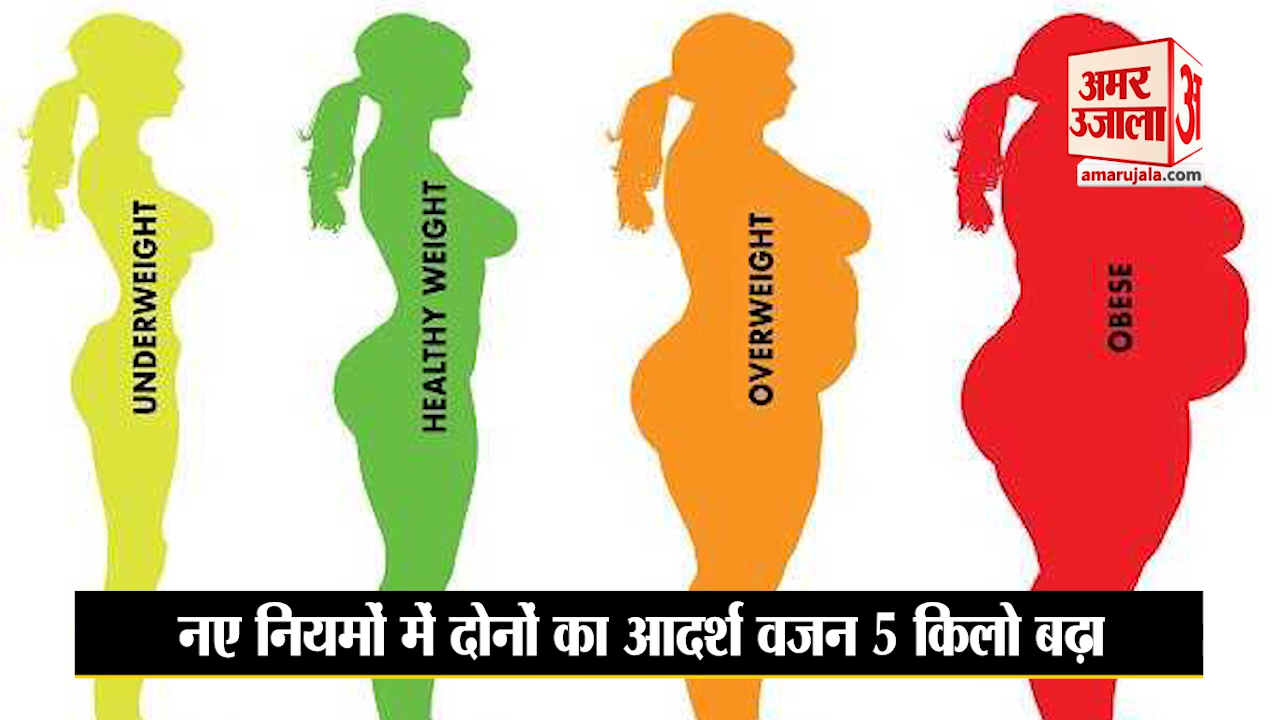 UNDERWEIGHT
HEALTHY WEIGHT
OVERWEIGHT
OBESE
अमर
उजाला
अ
amarujala.com
नए नियमों में दोनों का आदर्श वजन 5 किलो बढ़ा